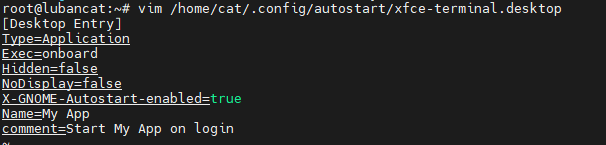 root@lubancat:~# vim /home/cat/.config/autostart/xfce-terminal.desktop
[Desktop Entry]
Type=Application
Exec=onboard
Hidden=false
NoDisplay=false
X-GNOME-Autostart-enabled=true
Name=My App
comment=Start My App on login
~